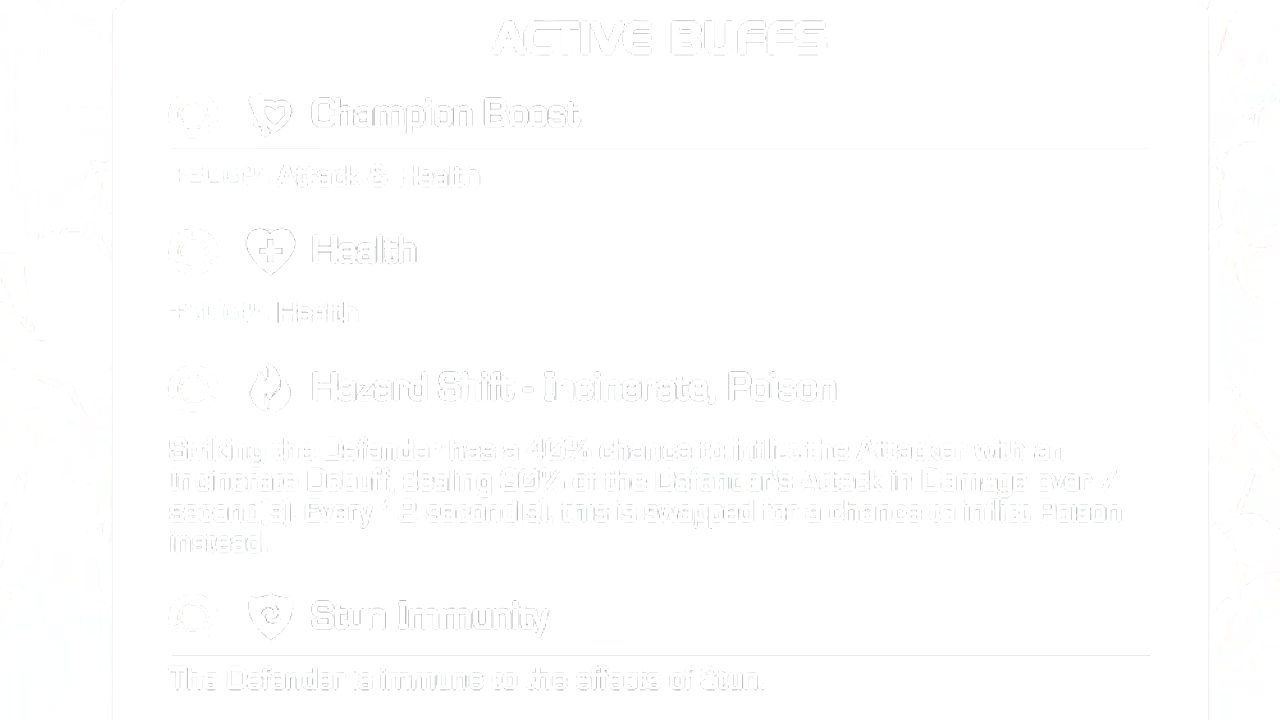 ACTIVE BUFFS
Champion Boost
Attack & Health
Health
Health
Hazard Shift - Incinerate, Poison
Striking the Defender has a 40% chance to inflict the Attacker with an
Incinerate Debuff, dealing 90% of the Defender's Attack in Damage over 7
second(s). Every 12 second(s), this is swapped for a chance to inflict Poison
instead.
Stun Immunity
The Defender is immune to the effects of Stun.